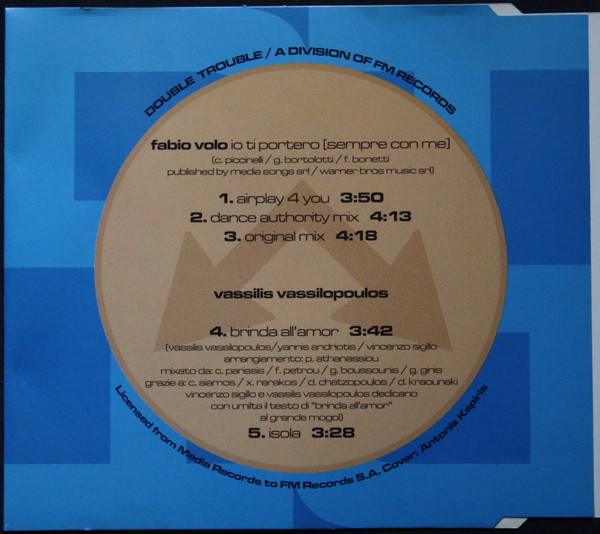 DOUBLE TROUBLE / A DIVISION OF FM RECORDS
fabio volo io ti portero [sempre con me]
(c. piccinelli / g. bortolotti / f. bonetti
published by media songs srl / warner bros music srl)
1. airplay 4 you 3:50
2. dance authority mix 4:13
3. original mix 4:18
vassilis vassilopoulos
4. brinda all'amor 3:42
(vassilis vassilopoulos/yannis andriotis / vincenzo sigillo
arrangiamento: p. athanassiou
mixato da: c. parissis / f. petrou / g. boussounis / g. ginis
grazie a: c. siamos / x. rarakos / d. chatzopoulos / d. kraounaki
vincenzo sigillo e vassilis vassilopoulos dedicano
con umilta il testo di "brinda all'amor"
al grande mogol)
5. isola 3:28
Licensed from Media Records to FM Records S.A. Cover: Antonis Kapiris